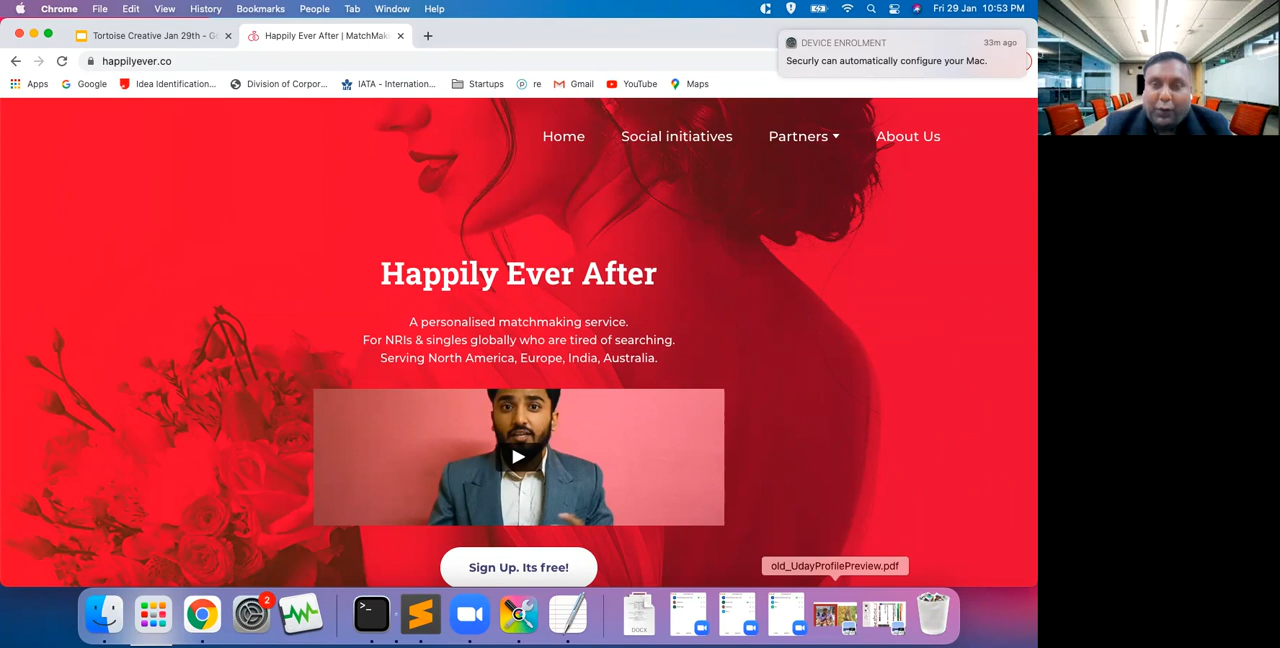 Chrome File Edit View History Bookmarks People Tab Window Help
2 Fri 29 Jan 10:53 PM
Tortoise Creative Jan 29th - G
Happily Ever After | MatchMak
DEVICE ENROLMENT 33m ago
Securly can automatically configure your Mac.
happilyever.co
Apps Google Idea Identification... Division of Corpor... IATA - Internation... Startups re Gmail YouTube Maps
Home Social initiatives Partners About Us
Happily Ever After
A personalised matchmaking service.
For NRIs & singles globally who are tired of searching.
Serving North America, Europe, India, Australia.
Sign Up. Its free!
old_UdayProfilePreview.pdf
2
DOCX